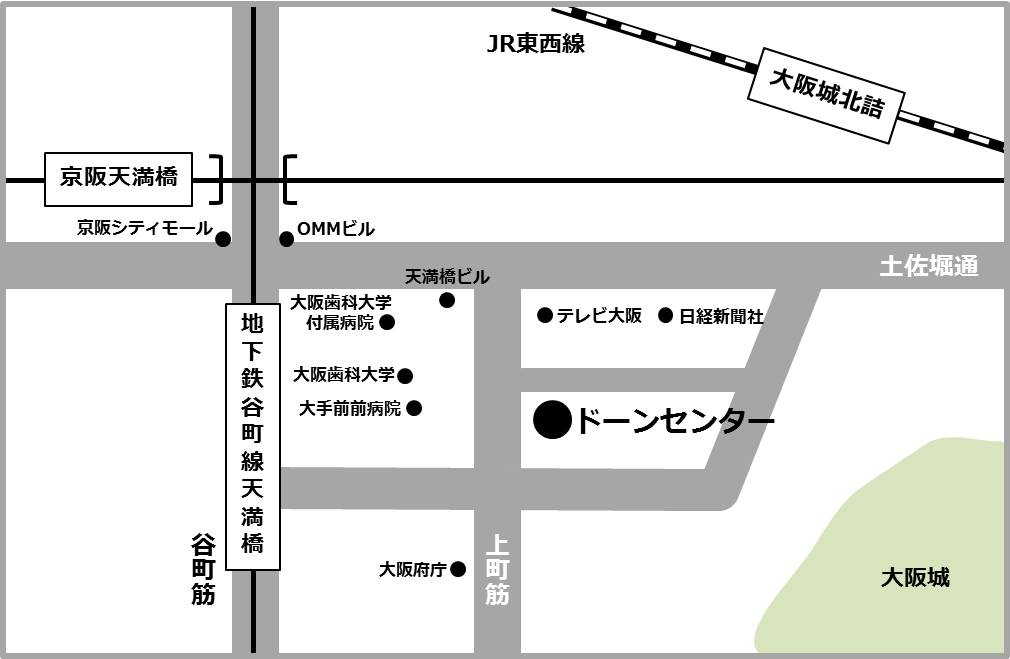 JR東西線
大阪城北詰
京阪天満橋
京阪シティモール
OMMビル
土佐堀通
天満橋ビル
大阪歯科大学
付属病院
テレビ大阪
日経新聞社
地下鉄谷町線天満橋
大阪歯科大学
大手前前病院
ドーンセンター
谷町筋
上町筋
大阪府庁
大阪城